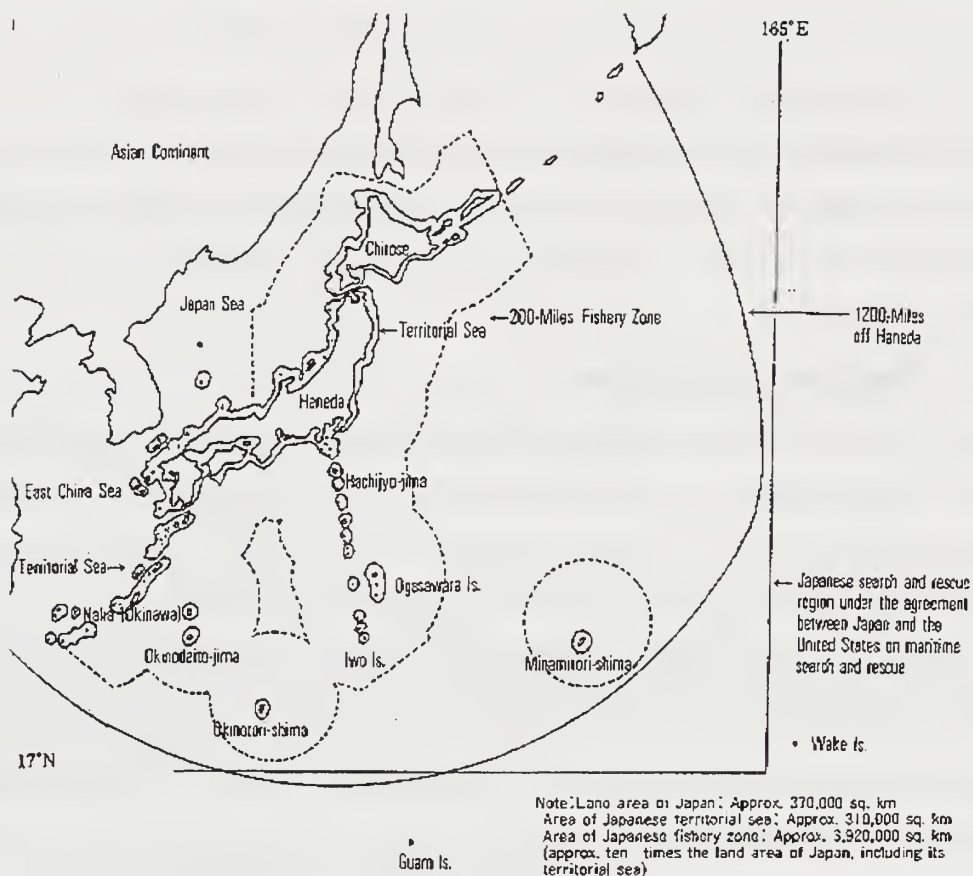 165°E
Asian Cominent
Chitose
Japan Sea
Territorial Sea
200-Miles Fishery Zone
1200-Miles
off Haneda
Haneda
East China Sea
Hachijyo-jima
Territorial Sea
Ogasawara Is.
Japanese search and rescue
region under the agreement
between Japan and the
United States on maritime
search and rescue
Naka (Okinawa)
Okinodaito-jima
Iwo Is.
Minamitori-shima
Okinotori-shima
17°N
Wake Is.
Note: Land area of Japan: Approx. 370,000 sq. km
Area of Japanese territorial sea: Approx. 310,000 sq. km
Area of Japanese fishery zone: Approx. 3,920,000 sq. km
(approx. ten times the land area of Japan, including its
territorial sea)
Guam Is.